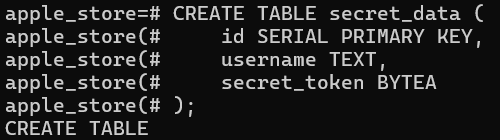 apple_store=# CREATE TABLE secret_data (
apple_store(#     id SERIAL PRIMARY KEY,
apple_store(#     username TEXT,
apple_store(#     secret_token BYTEA
apple_store(# );
CREATE TABLE